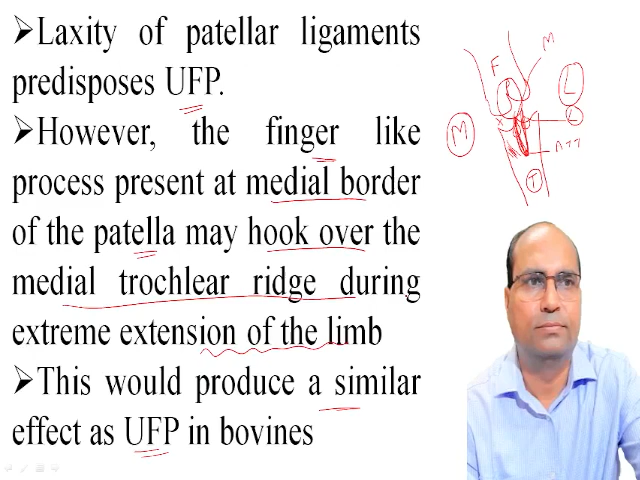 ➢Laxity of patellar ligaments
predisposes UFP.
➢However, the finger like
process present at medial border
of the patella may hook over the
medial trochlear ridge during
extreme extension of the limb
➢This would produce a similar
effect as UFP in bovines
M
F
L
M
T